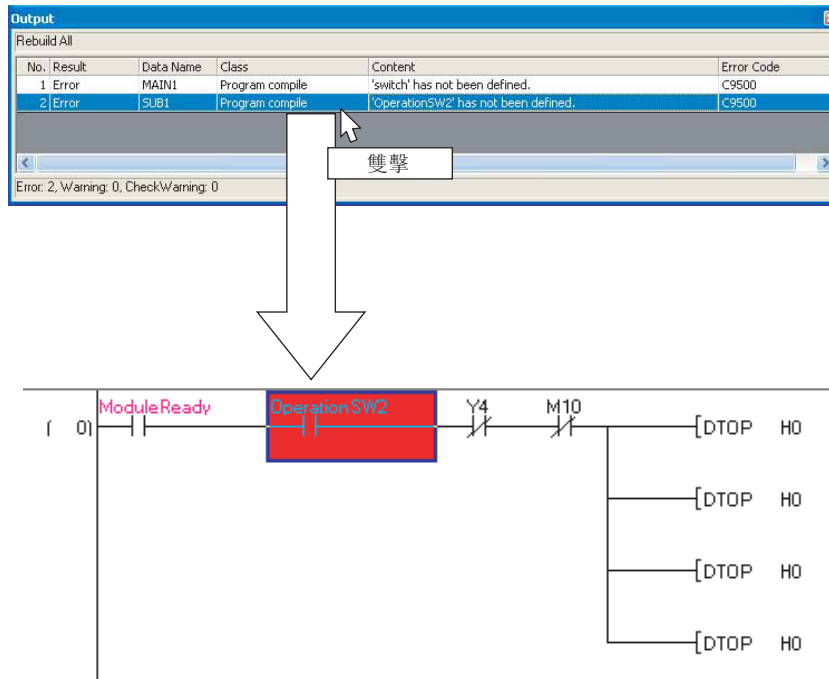 Output
Rebuild All
No. Result Data Name Class Content Error Code
1 Error MAIN1 Program compile 'switch' has not been defined. C9500
2 Error SUB1 Program compile 'OperationSW2' has not been defined. C9500
雙擊
Error: 2, Warning: 0, CheckWarning: 0
ModuleReady OperationSW2 Y4 M10
( 0) [DTOP H0
[DTOP H0
[DTOP H0
[DTOP H0